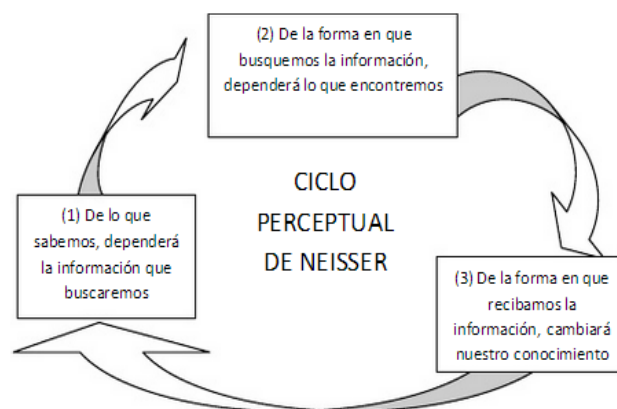 (2) De la forma en que
busquemos la información,
dependerá lo que encontremos
CICLO
PERCEPTUAL
DE NEISSER
(1) De lo que
sabemos, dependerá
la información que
buscaremos
(3) De la forma en que
recibamos la
información, cambiará
nuestro conocimiento